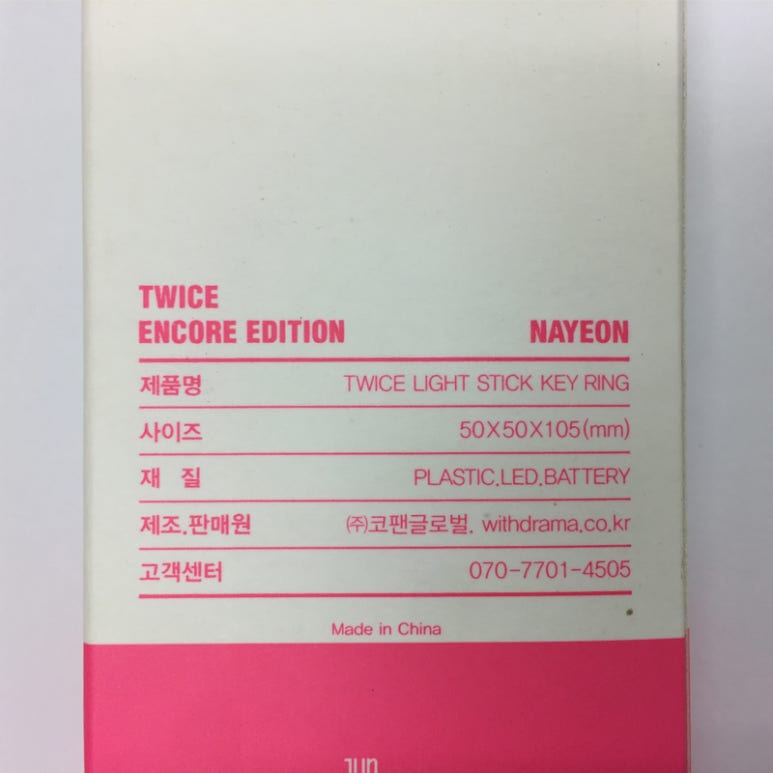 TWICE
ENCORE EDITION NAYEON
제품명 TWICE LIGHT STICK KEY RING
사이즈 50X50X105(mm)
재 질 PLASTIC.LED.BATTERY
제조.판매원 ㈜코팬글로벌. withdrama.co.kr
고객센터 070-7701-4505
Made in China